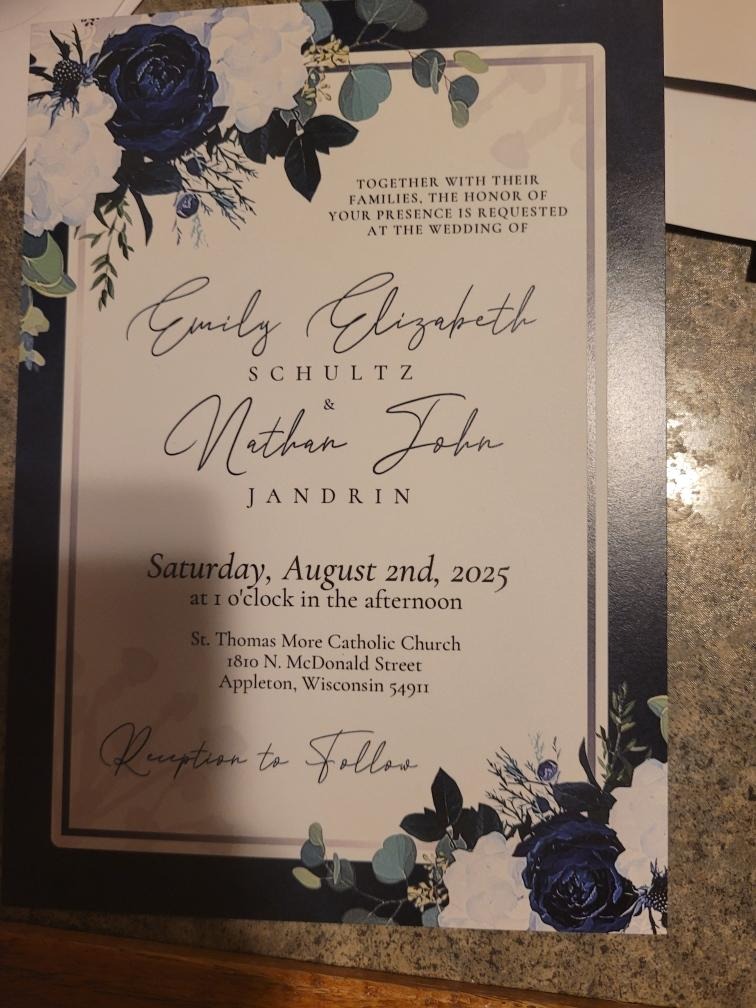 TOGETHER WITH THEIR
FAMILIES, THE HONOR OF
YOUR PRESENCE IS REQUESTED
AT THE WEDDING OF
Emily Elizabeth
SCHULTZ
&
Nathan John
JANDRIN
Saturday, August 2nd, 2025
at 1 o'clock in the afternoon
St. Thomas More Catholic Church
1810 N. McDonald Street
Appleton, Wisconsin 54911
Reception to Follow